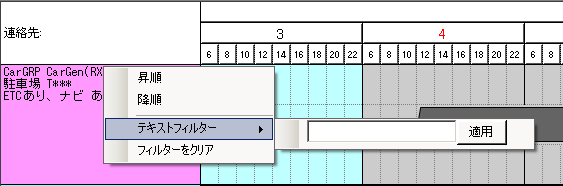 連絡先:
3 4
6 8 10 12 14 16 18 20 22 6 8 10 12 14 16 18 20 22 6
CarGRP CarGen(RX
駐車場 T***
ETCあり、ナビ あ
昇順
降順
テキストフィルター 適用
フィルターをクリア